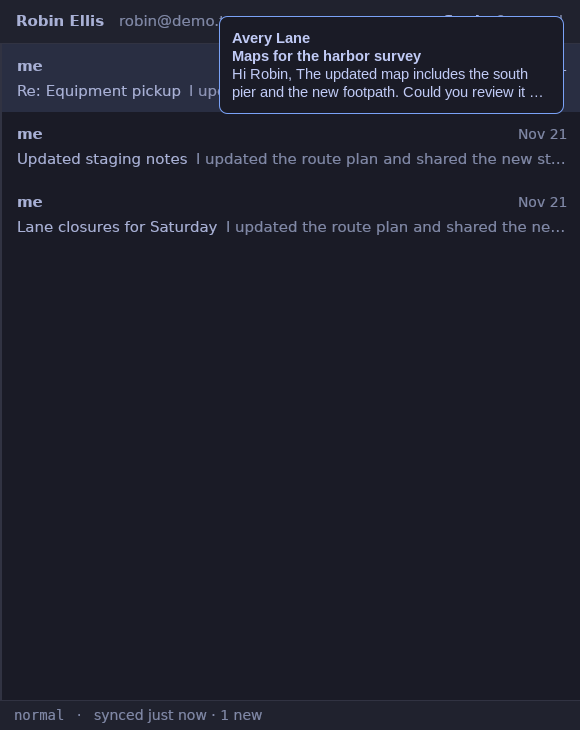 Robin Ellis robin@demo.
Avery Lane
Maps for the harbor survey
Hi Robin, The updated map includes the south
pier and the new footpath. Could you review it …
me
Re: Equipment pickup I up
me Nov 21
Updated staging notes I updated the route plan and shared the new st…
me Nov 21
Lane closures for Saturday I updated the route plan and shared the ne…
normal · synced just now · 1 new